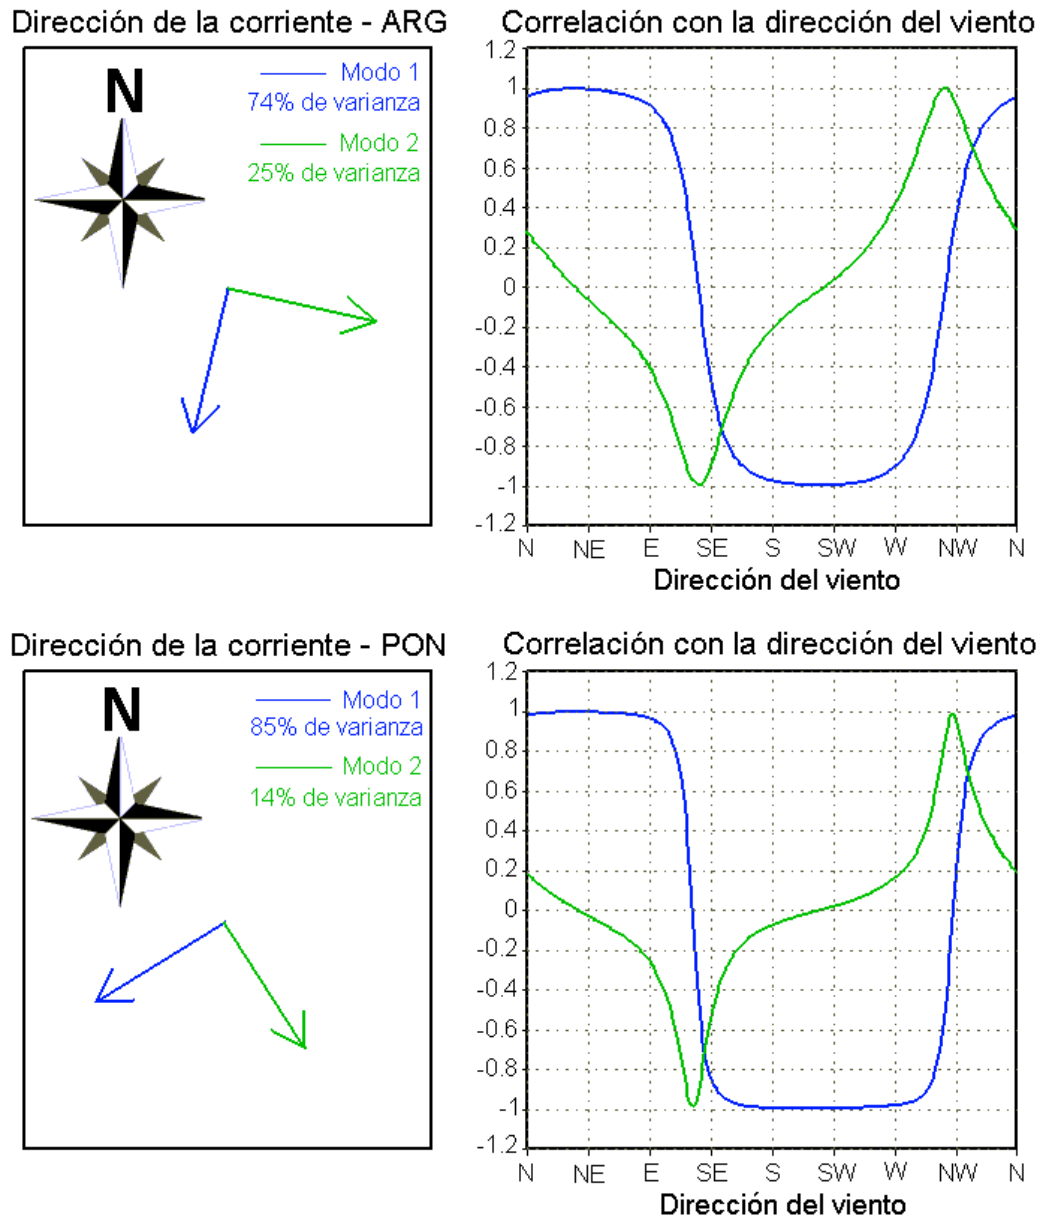 Dirección de la corriente - ARG
N
Modo 1
74% de varianza
Modo 2
25% de varianza
Correlación con la dirección del viento
1.2
1
0.8
0.6
0.4
0.2
0
-0.2
-0.4
-0.6
-0.8
-1
-1.2
N NE E SE S SW W NW N
Dirección del viento
Dirección de la corriente - PON
N
Modo 1
85% de varianza
Modo 2
14% de varianza
Correlación con la dirección del viento
1.2
1
0.8
0.6
0.4
0.2
0
-0.2
-0.4
-0.6
-0.8
-1
-1.2
N NE E SE S SW W NW N
Dirección del viento